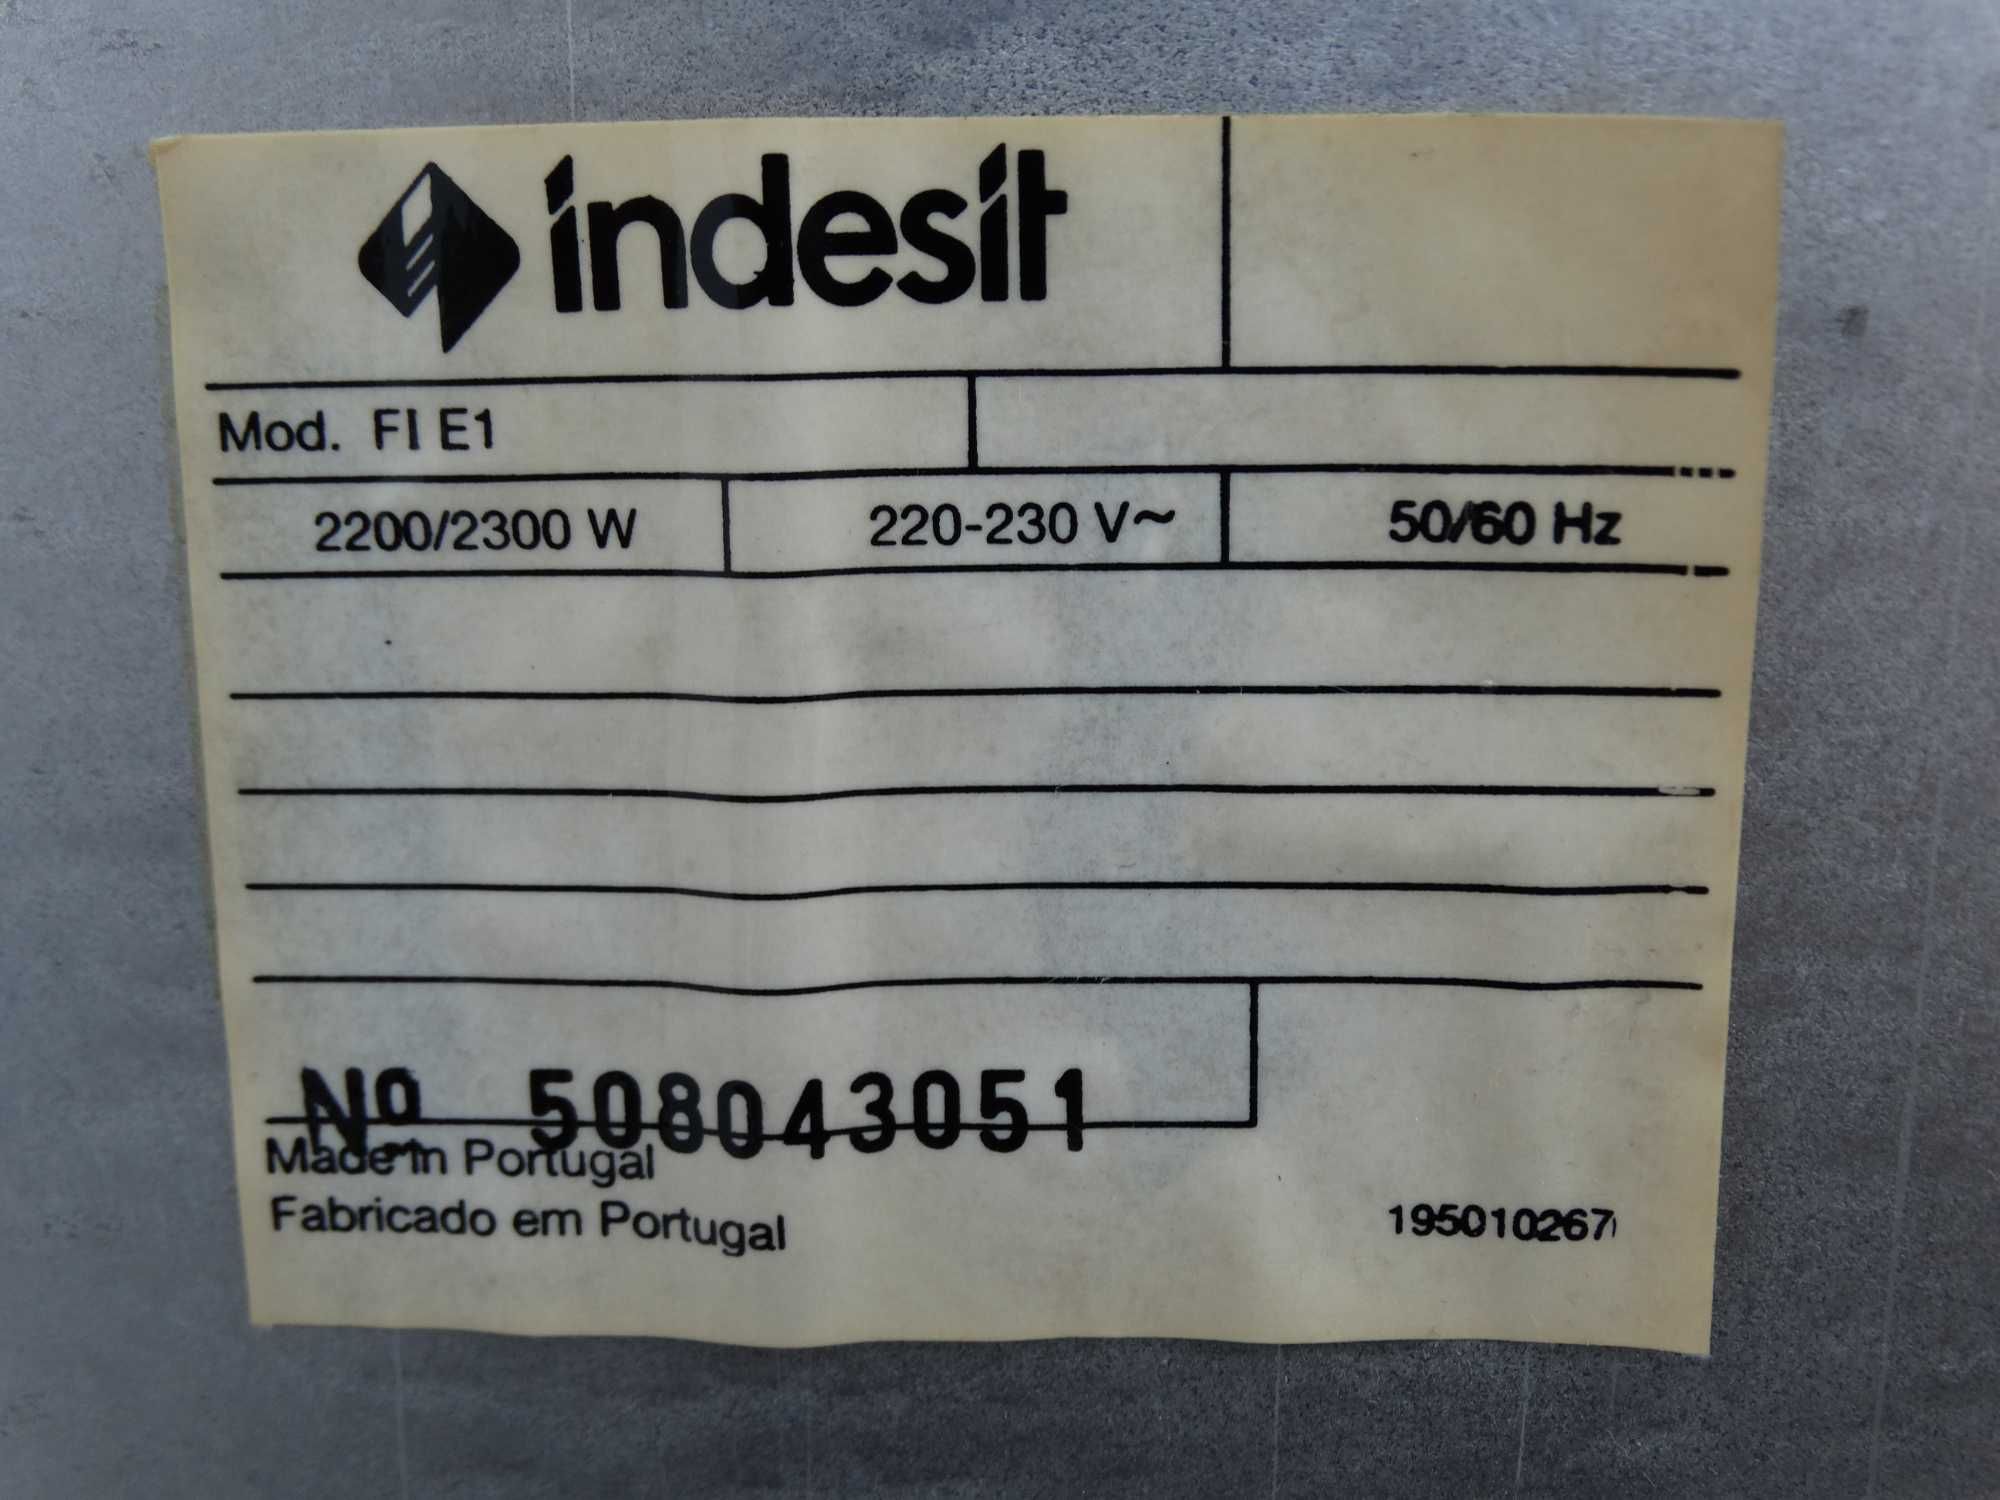 indesit
Mod. FI E1
2200/2300 W 220-230 V~ 50/60 Hz
Nº 508043051
Made in Portugal
Fabricado em Portugal
195010267